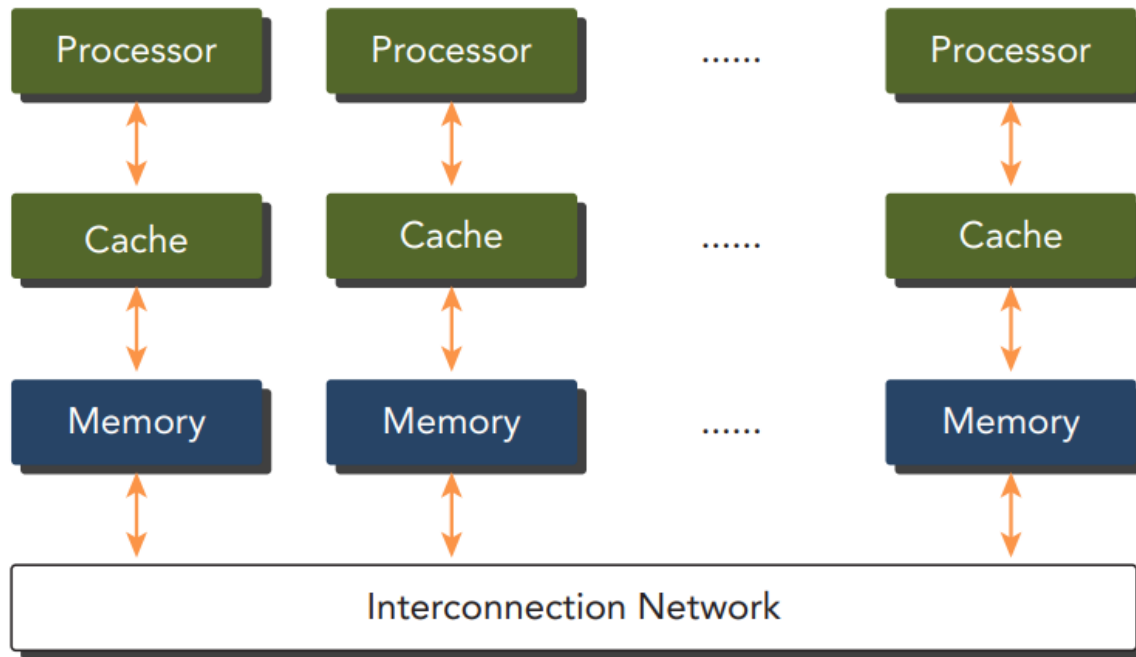 Processor Processor ...... Processor
Cache Cache ...... Cache
Memory Memory ...... Memory
Interconnection Network